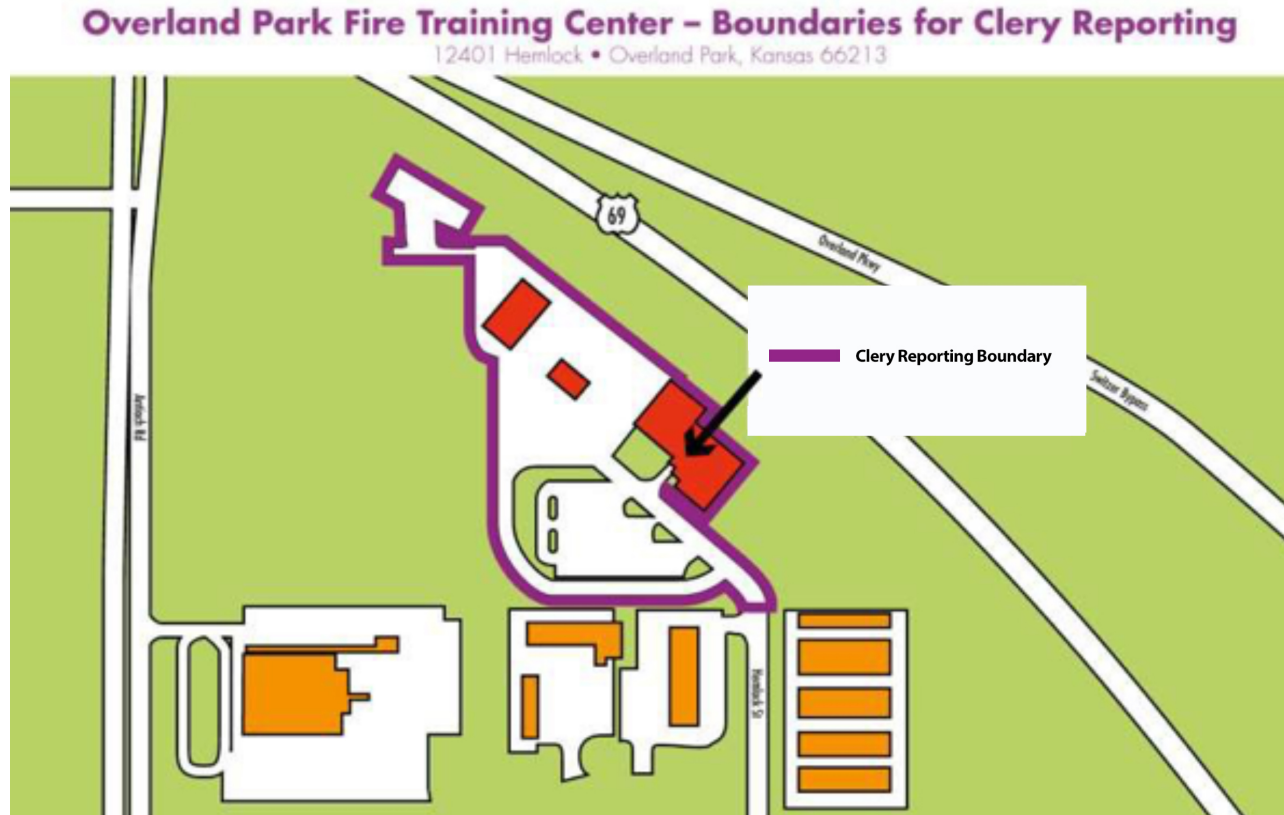 Overland Park Fire Training Center – Boundaries for Clery Reporting
12401 Hemlock • Overland Park, Kansas 66213
69
Overland Pkwy
Clery Reporting Boundary
Switzer Bypass
Antioch Rd
Hemlock St